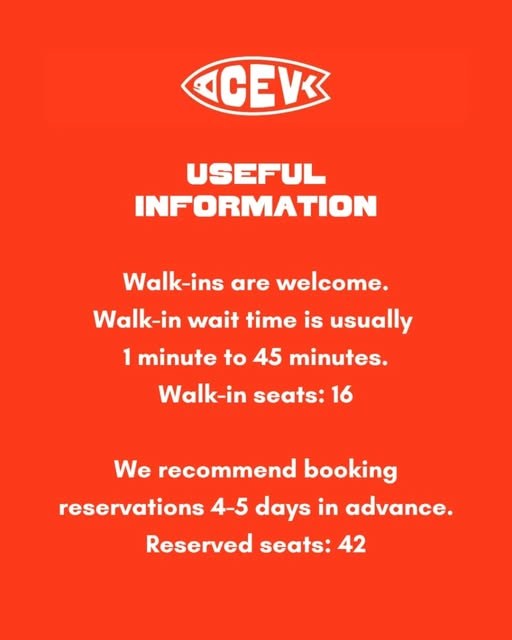 ACEVK
USEFUL
INFORMATION
Walk-ins are welcome.
Walk-in wait time is usually
1 minute to 45 minutes.
Walk-in seats: 16
We recommend booking
reservations 4-5 days in advance.
Reserved seats: 42